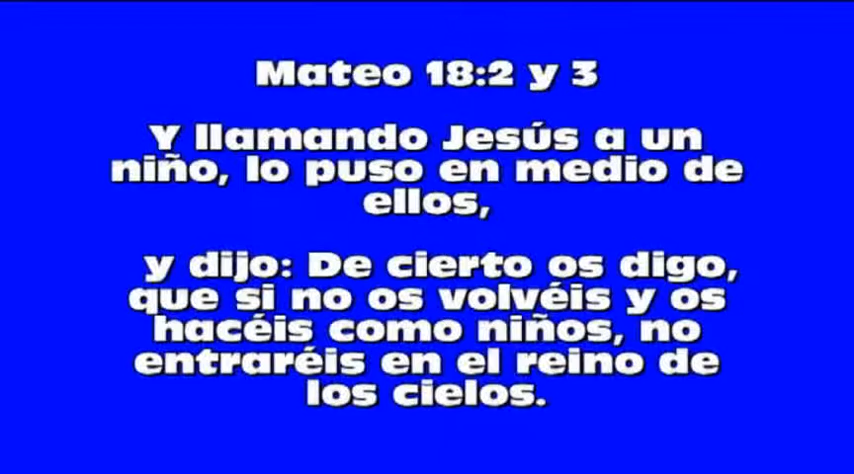 Mateo 18:2 y 3
Y llamando Jesús a un
niño, lo puso en medio de
ellos,
y dijo: De cierto os digo,
que si no os volvéis y os
hacéis como niños, no
entraréis en el reino de
los cielos.